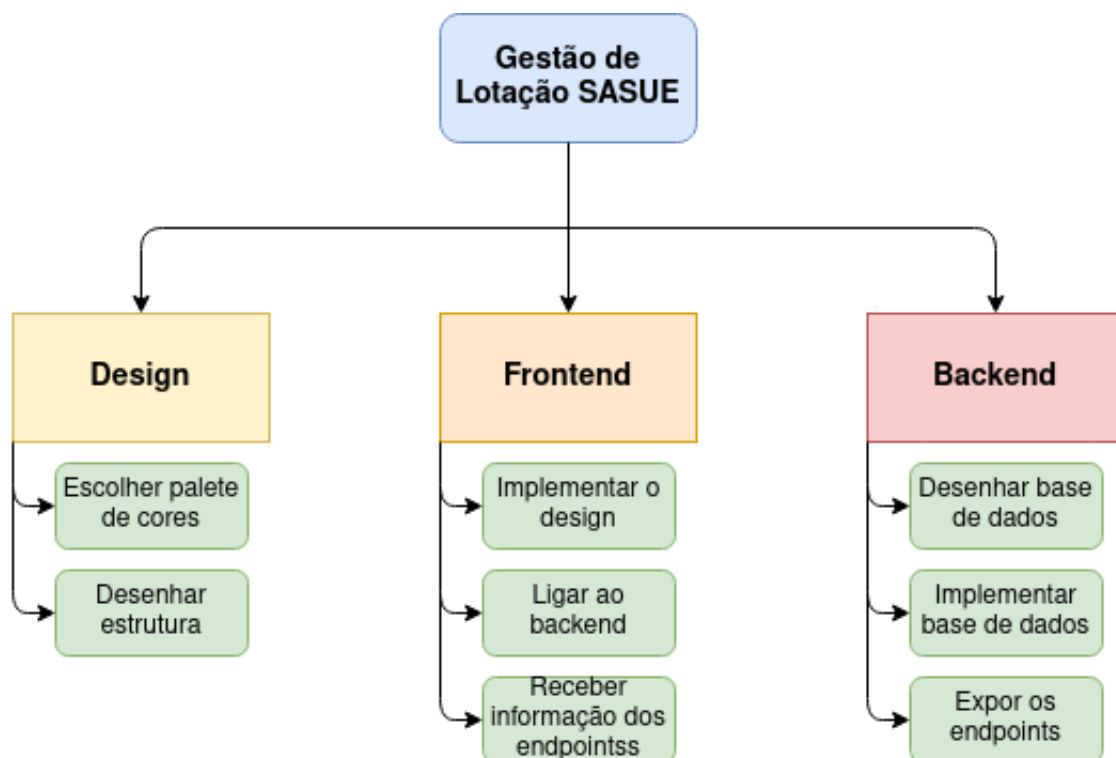 Gestão de
Lotação SASUE
Design
Frontend
Backend
Escolher palete
de cores
Desenhar
estrutura
Implementar o
design
Ligar ao
backend
Receber
informação dos
endpointss
Desenhar base
de dados
Implementar
base de dados
Expor os
endpoints